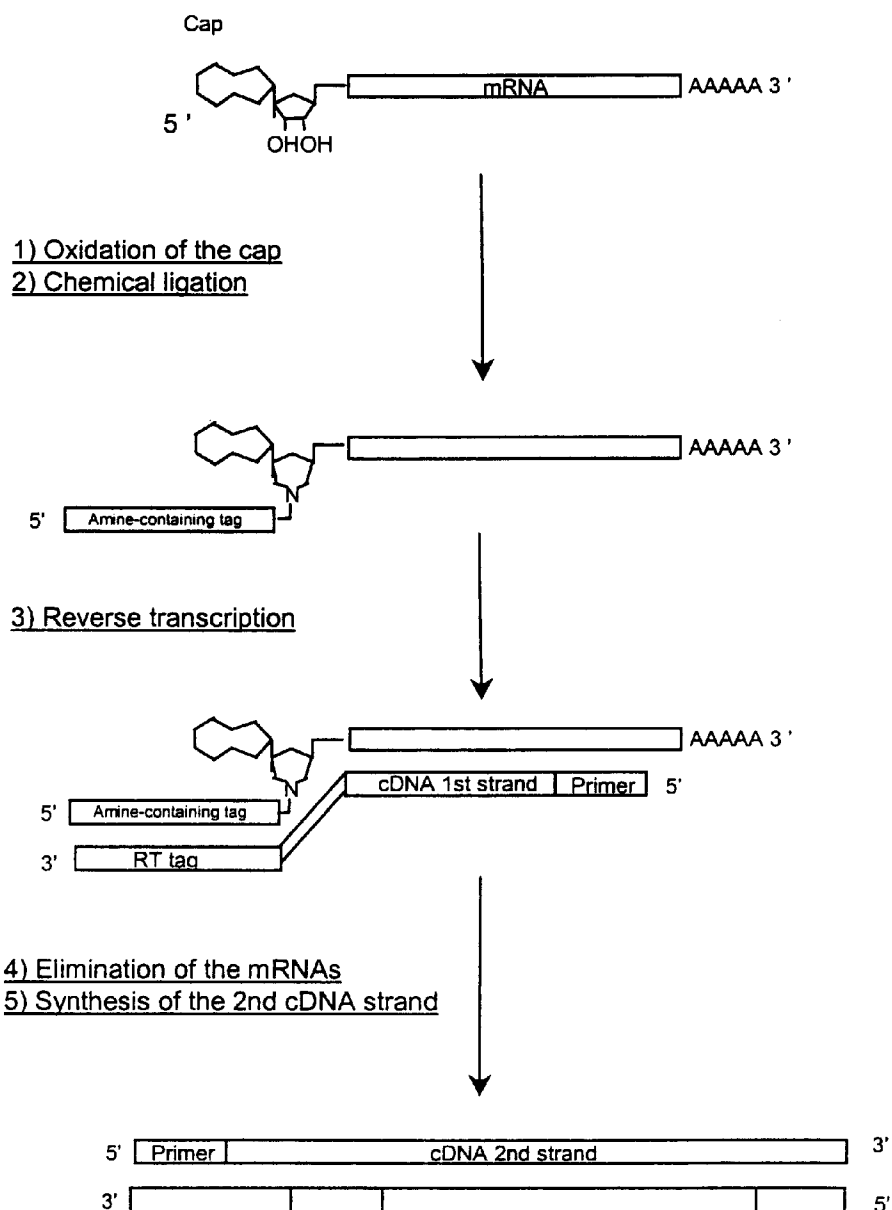 Cap
mRNA AAAAA 3 '
5 '
OHOH
1) Oxidation of the cap
2) Chemical ligation
AAAAA 3 '
N
5' Amine-containing tag
3) Reverse transcription
AAAAA 3 '
N
cDNA 1st strand Primer 5'
5' Amine-containing tag
3' RT tag
4) Elimination of the mRNAs
5) Synthesis of the 2nd cDNA strand
5' Primer cDNA 2nd strand 3'
3' 5'